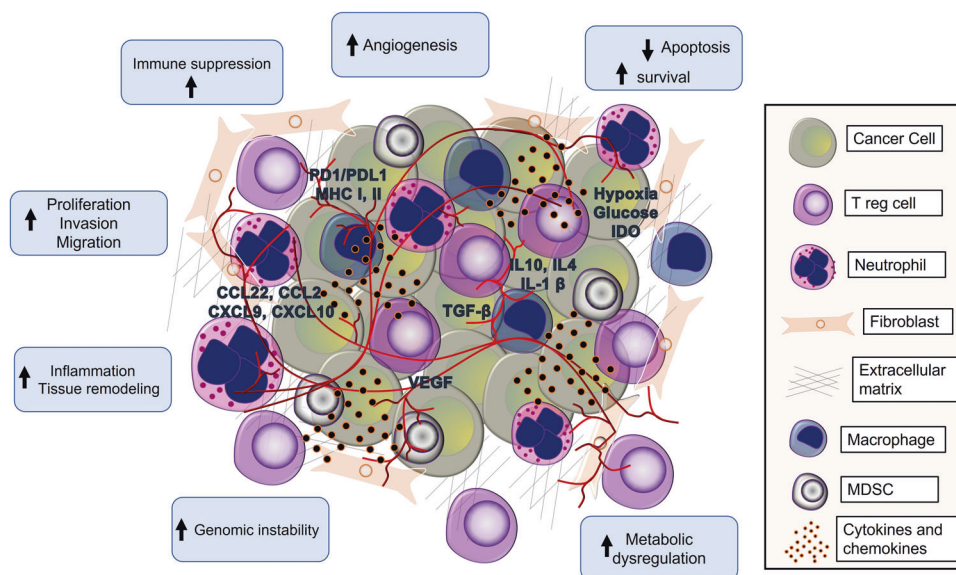 Angiogenesis
Apoptosis
survival
Immune suppression
Proliferation
Invasion
Migration
Inflammation
Tissue remodeling
Genomic instability
Metabolic
dysregulation
PD1/PDL1
MHC I, II
Hypoxia
Glucose
IDO
IL10, IL4
IL-1 β
CCL22, CCL2
CXCL9, CXCL10
TGF-β
VEGF
Cancer Cell
T reg cell
Neutrophil
Fibroblast
Extracellular
matrix
Macrophage
MDSC
Cytokines and
chemokines